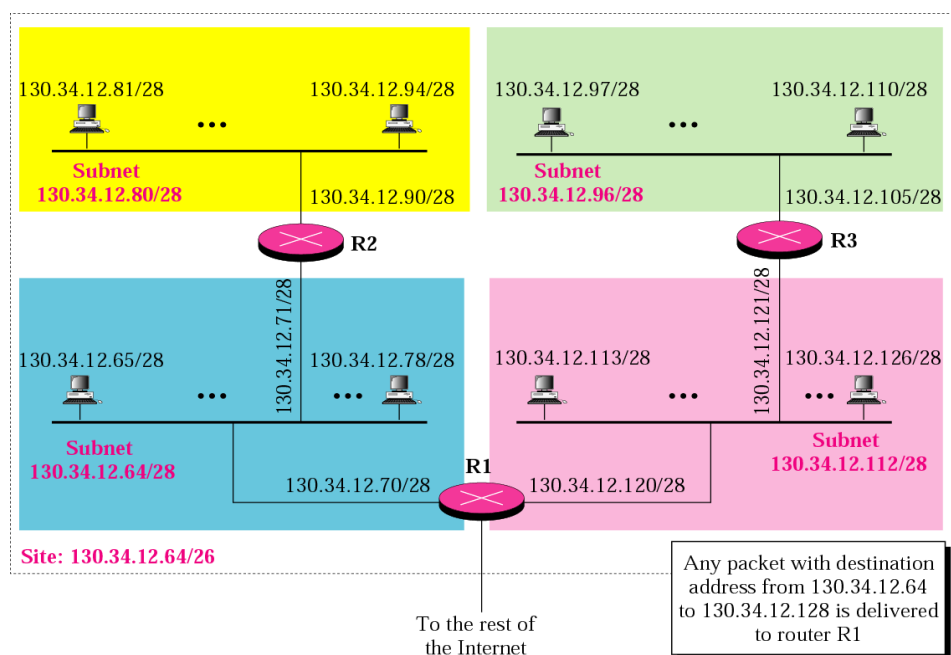 130.34.12.81/28
130.34.12.94/28
Subnet
130.34.12.80/28
130.34.12.90/28
R2
130.34.12.97/28
130.34.12.110/28
Subnet
130.34.12.96/28
130.34.12.105/28
R3
130.34.12.71/28
130.34.12.65/28
130.34.12.78/28
Subnet
130.34.12.64/28
130.34.12.70/28
R1
130.34.12.121/28
130.34.12.113/28
130.34.12.126/28
Subnet
130.34.12.112/28
130.34.12.120/28
Site: 130.34.12.64/26
To the rest of
the Internet
Any packet with destination
address from 130.34.12.64
to 130.34.12.128 is delivered
to router R1